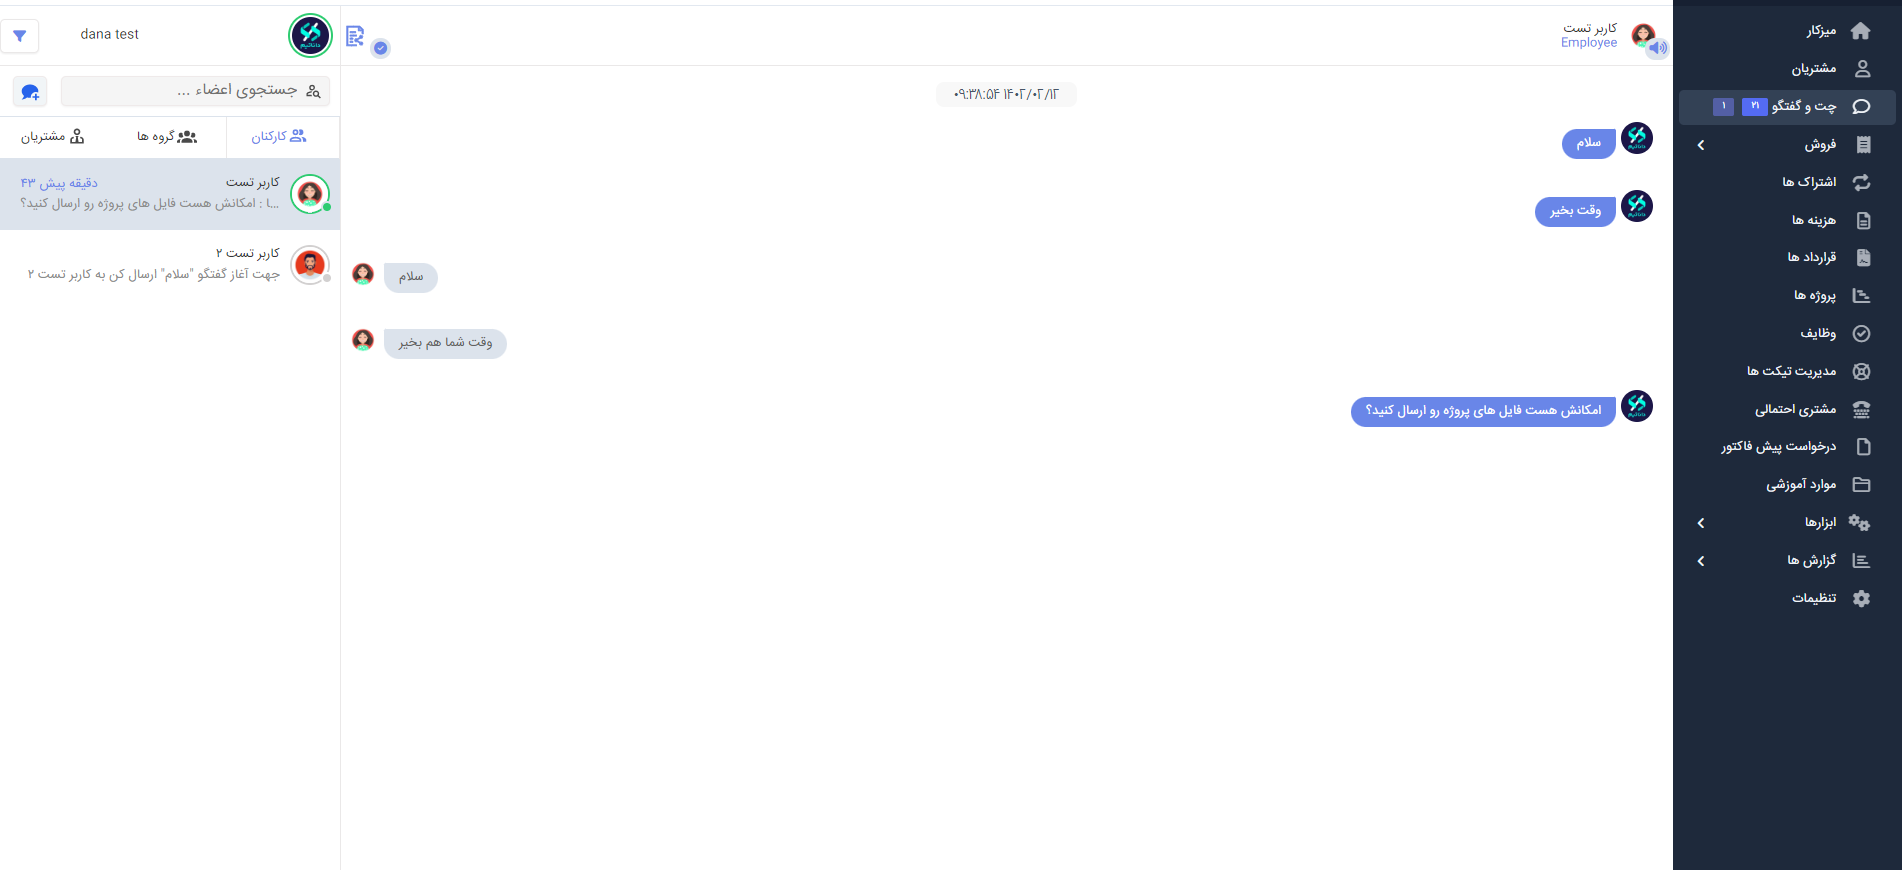 میزکار
مشتریان
چت و گفتگو ۲۱ ۱
فروش
اشتراک ها
هزینه ها
قرارداد ها
پروژه ها
وظایف
مدیریت تیکت ها
مشتری احتمالی
درخواست پیش فاکتور
موارد آموزشی
ابزارها
گزارش ها
تنظیمات
کاربر تست
Employee
۱۴۰۲/۰۲/۱۲ ۰۹:۳۸:۵۴
سلام
وقت بخیر
سلام
وقت شما هم بخیر
امکانش هست فایل های پروژه رو ارسال کنید؟
dana test
جستجوی اعضاء ...
کارکنان
گروه ها
مشتریان
کاربر تست
۴۳ دقیقه پیش
...ا : امکانش هست فایل های پروژه رو ارسال کنید؟
کاربر تست ۲
جهت آغاز گفتگو "سلام" ارسال کن به کاربر تست ۲